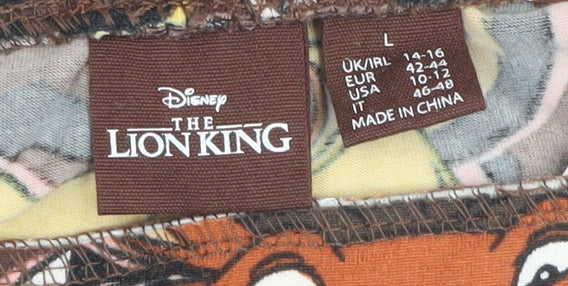 Disney
THE
LION KING
L
UK/IRL 14-16
EUR 42-44
USA 10-12
IT 46-48
MADE IN CHINA